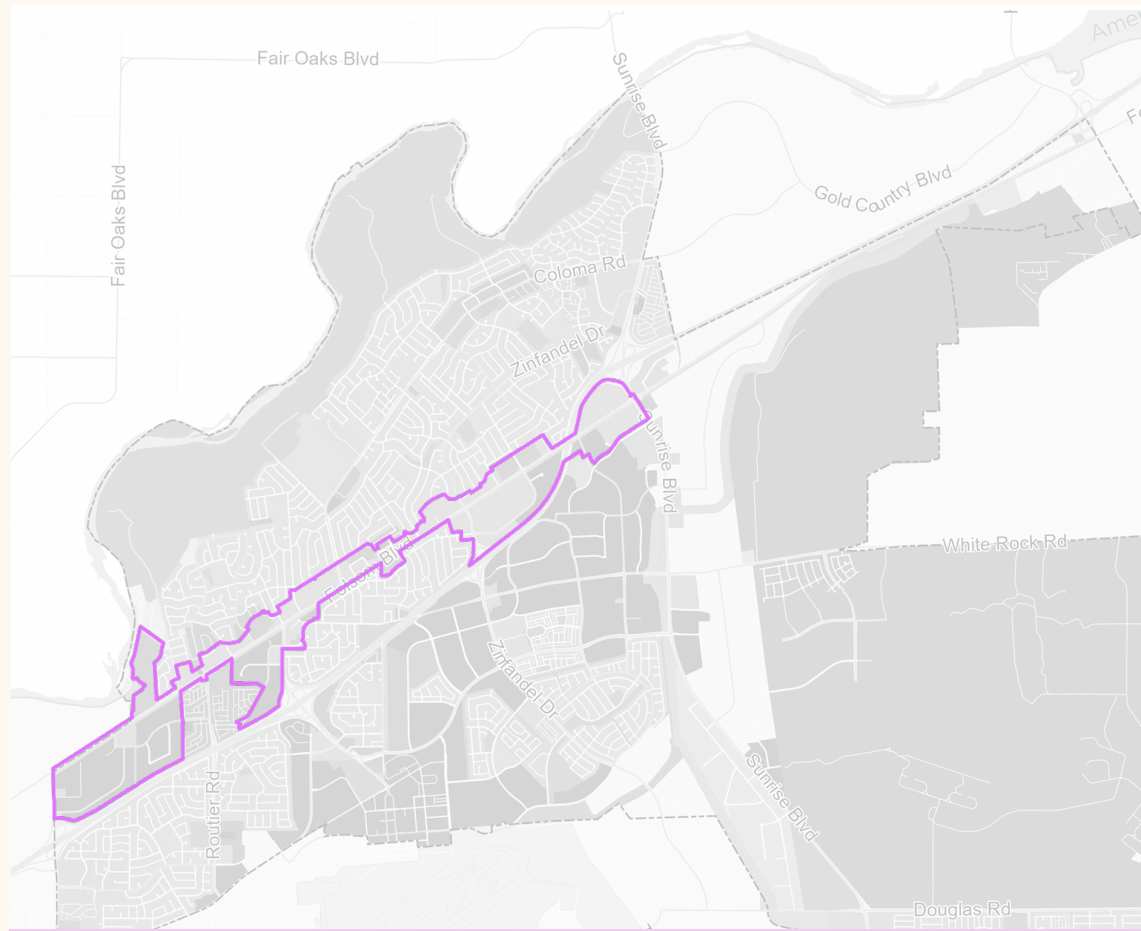 Fair Oaks Blvd
Sunrise Blvd
Fair Oaks Blvd
Gold Country Blvd
Coloma Rd
Zinfandel Dr
Sunrise Blvd
Folsom Blvd
White Rock Rd
Zinfandel Dr
Routier Rd
Sunrise Blvd
Douglas Rd